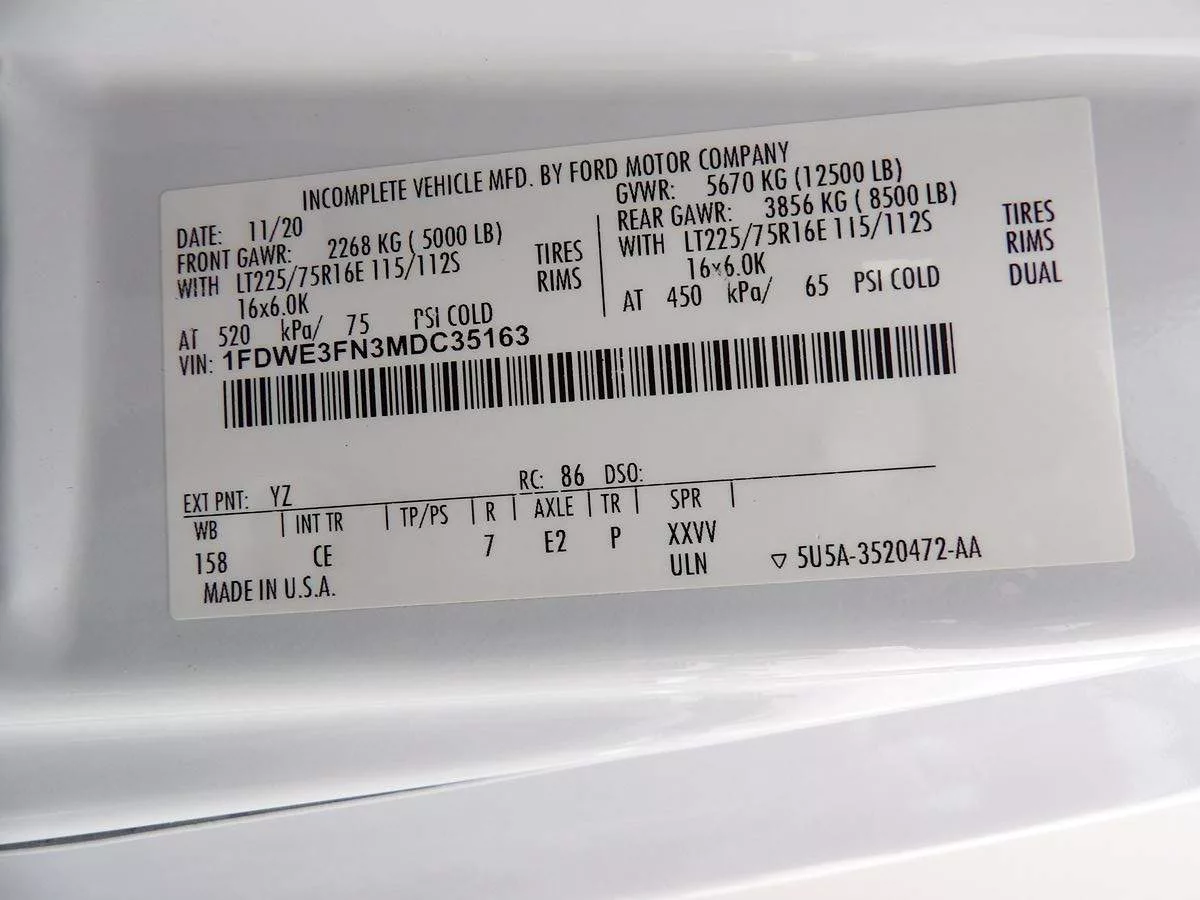 INCOMPLETE VEHICLE MFD. BY FORD MOTOR COMPANY
DATE: 11/20
FRONT GAWR: 2268 KG ( 5000 LB)
WITH LT225/75R16E 115/112S TIRES
16x6.0K RIMS
AT 520 kPa/ 75 PSI COLD
GVWR: 5670 KG (12500 LB)
REAR GAWR: 3856 KG ( 8500 LB)
WITH LT225/75R16E 115/112S TIRES
16x6.0K RIMS
AT 450 kPa/ 65 PSI COLD DUAL
VIN: 1FDWE3FN3MDC35163
EXT PNT: YZ RC: 86 DSO:
WB | INT TR | TP/PS | R | AXLE | TR | SPR |
158 CE 7 E2 P XXVV
ULN ▽ 5U5A-3520472-AA
MADE IN U.S.A.